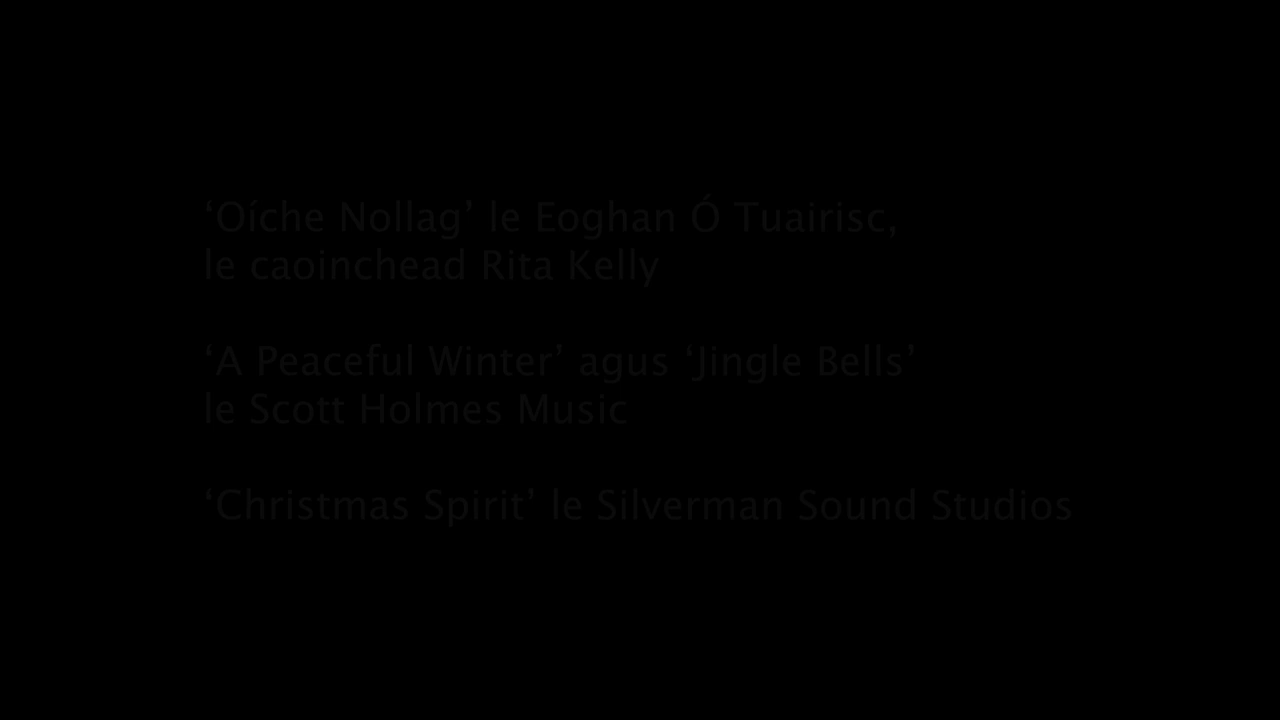 ‘Oíche Nollag’ le Eoghan Ó Tuairisc,
le caoinchead Rita Kelly
‘A Peaceful Winter’ agus ‘Jingle Bells’
le Scott Holmes Music
‘Christmas Spirit’ le Silverman Sound Studios